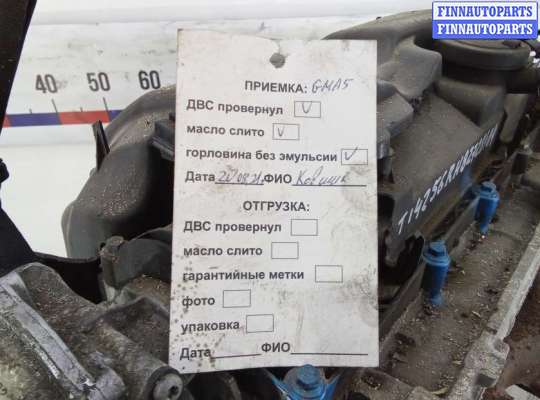 FINNAUTOPARTS
FINNAUTOPARTS
40 50 60
ПРИЕМКА: GMA5
ДВС провернул
масло слито
горловина без эмульсии
Дата ФИО
ОТГРУЗКА:
ДВС провернул
масло слито
гарантийные метки
фото
упаковка
Дата ФИО